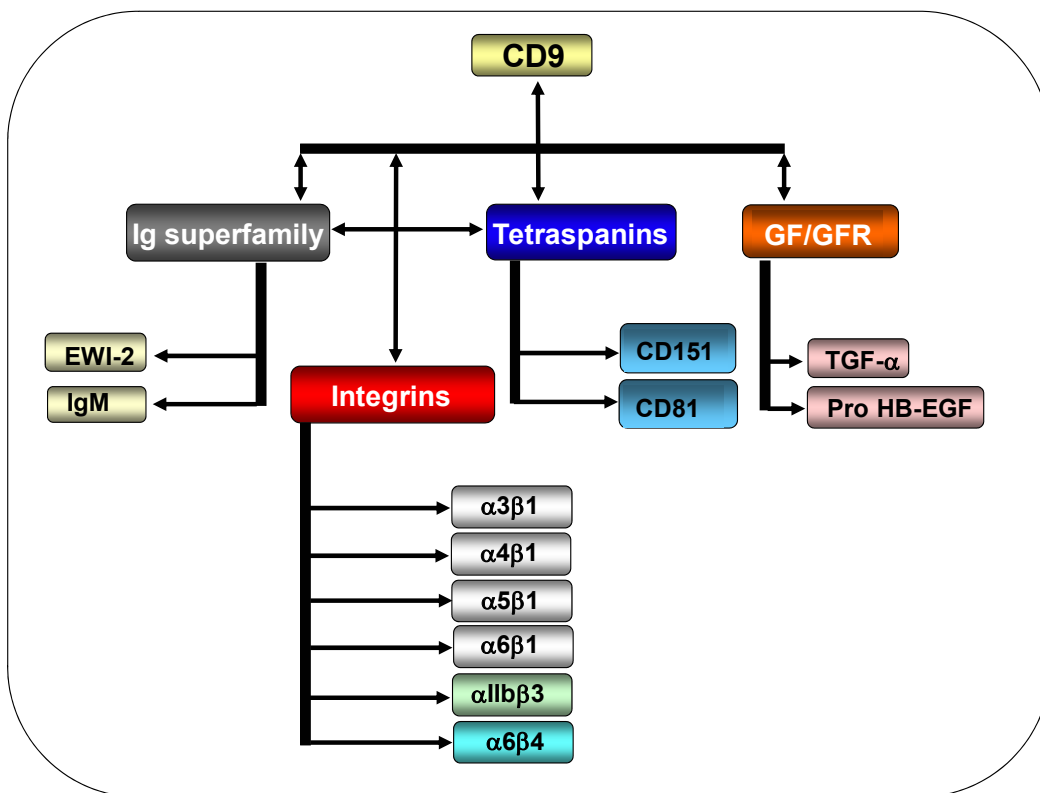 CD9
Ig superfamily
Tetraspanins
GF/GFR
EWI-2
IgM
Integrins
CD151
CD81
TGF-α
Pro HB-EGF
α3β1
α4β1
α5β1
α6β1
αIIbβ3
α6β4